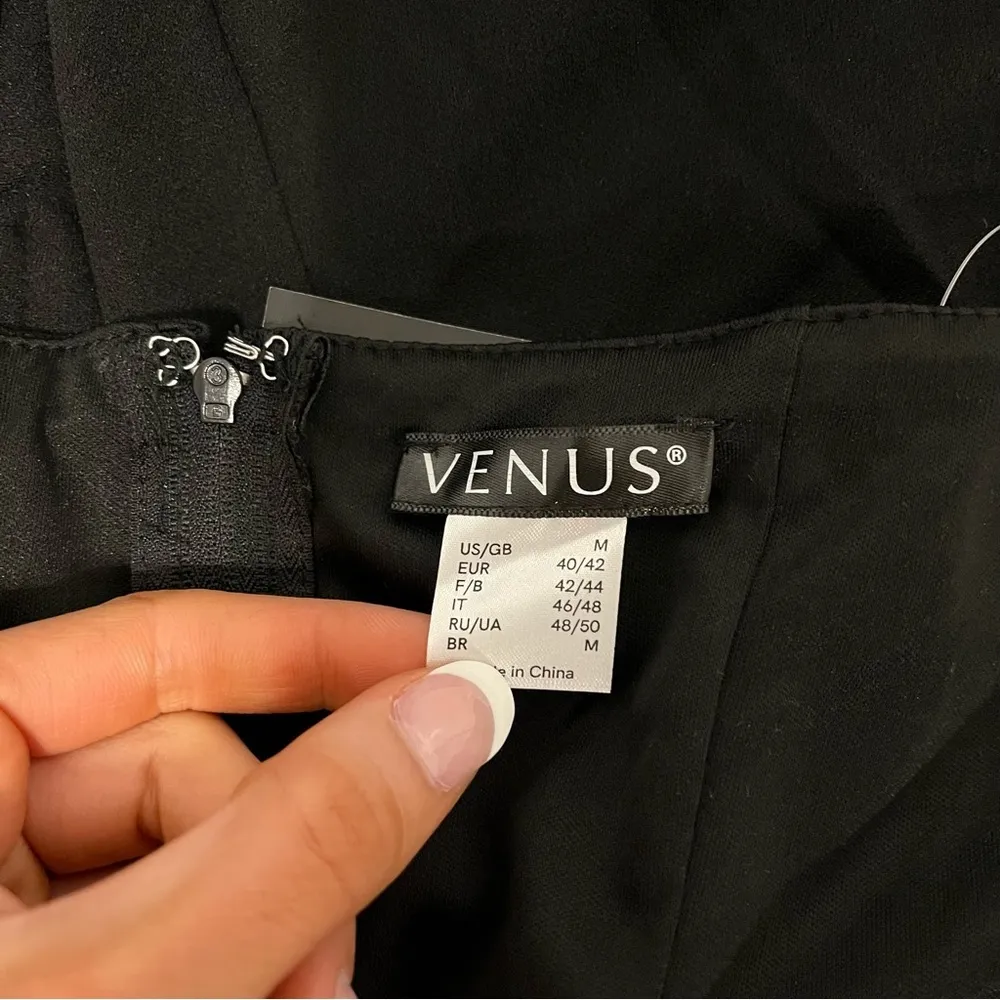 VENUS®
US/GB M
EUR 40/42
F/B 42/44
IT 46/48
RU/UA 48/50
BR M
in China